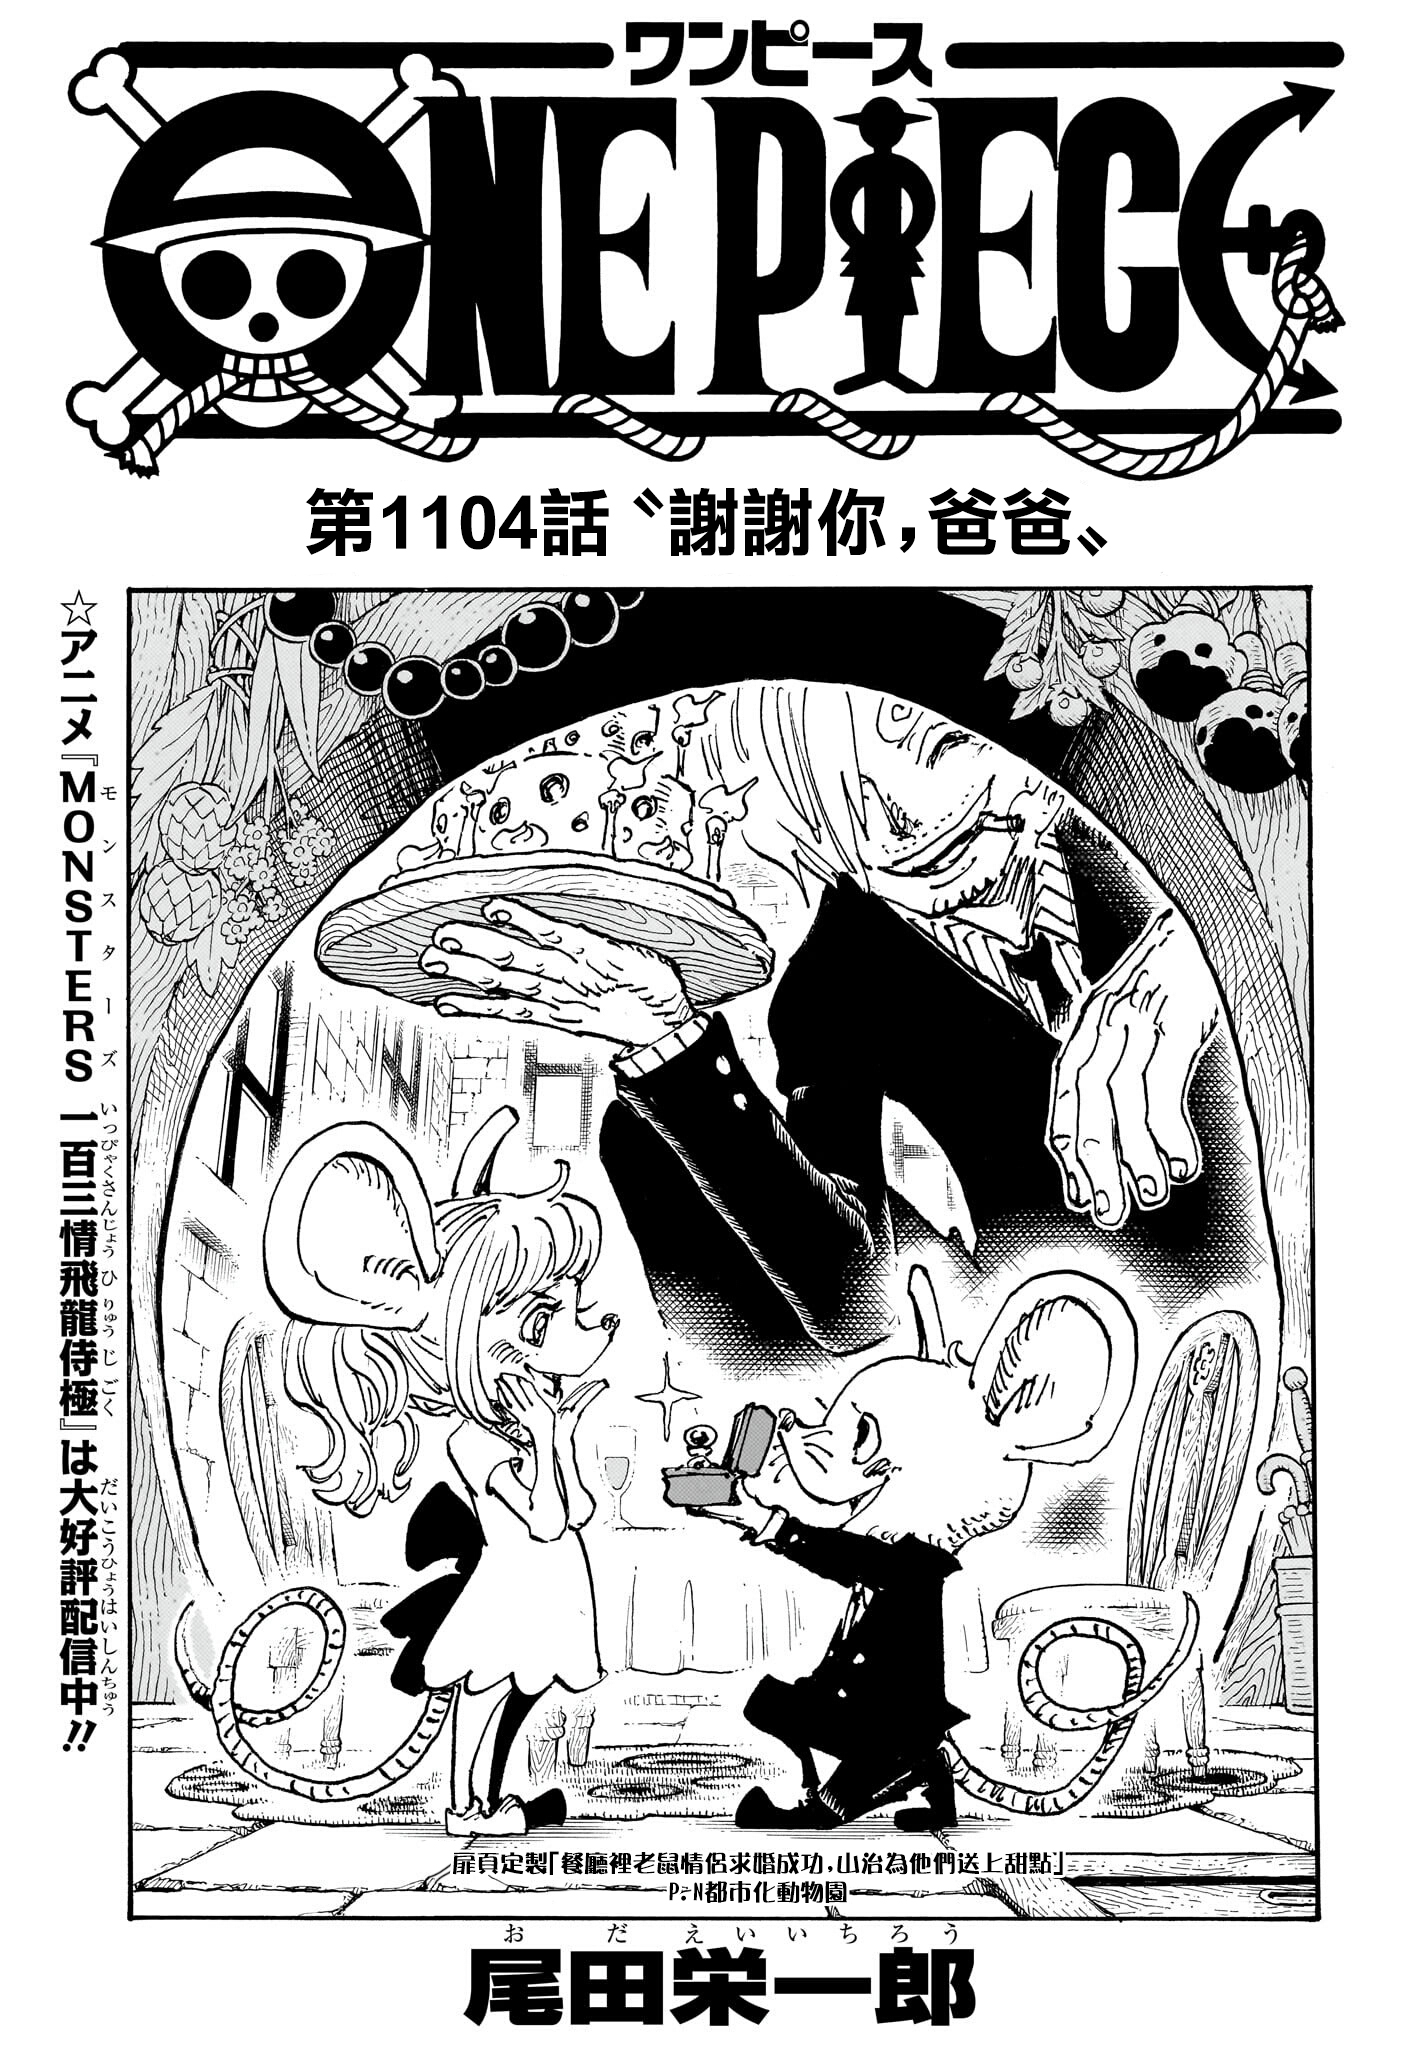 ワンピース
ONE PIECE
第1104話〝謝謝你,爸爸〟
☆アニメ『MONSTERS 一百三情飛龍侍極』は大好評配信中!!
モンスターズ いっぴゃくさんじょう ひりゅう じごく だいこうひょうはいしんちゅう
扉頁定製「餐廳裡老鼠情侶求婚成功,山治為他們送上甜點」
P.N都市化動物園
おだえいいちろう
尾田栄一郎